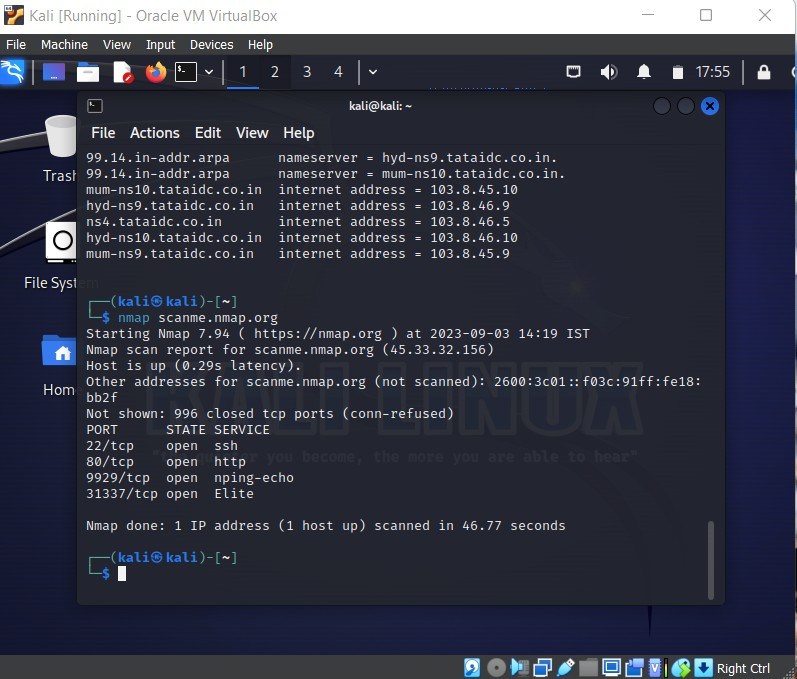 Kali [Running] - Oracle VM VirtualBox
File Machine View Input Devices Help
1 2 3 4 17:55
kali@kali: ~
File Actions Edit View Help
Trash
File Syst
Home
99.14.in-addr.arpa nameserver = hyd-ns9.tataidc.co.in.
99.14.in-addr.arpa nameserver = mum-ns10.tataidc.co.in.
mum-ns10.tataidc.co.in internet address = 103.8.45.10
hyd-ns9.tataidc.co.in internet address = 103.8.46.9
ns4.tataidc.co.in internet address = 103.8.46.5
hyd-ns10.tataidc.co.in internet address = 103.8.46.10
mum-ns9.tataidc.co.in internet address = 103.8.45.9
┌──(kali㉿kali)-[~]
└─$ nmap scanme.nmap.org
Starting Nmap 7.94 ( https://nmap.org ) at 2023-09-03 14:19 IST
Nmap scan report for scanme.nmap.org (45.33.32.156)
Host is up (0.29s latency).
Other addresses for scanme.nmap.org (not scanned): 2600:3c01::f03c:91ff:fe18:
bb2f
Not shown: 996 closed tcp ports (conn-refused)
PORT STATE SERVICE
22/tcp open ssh
80/tcp open http
9929/tcp open nping-echo
31337/tcp open Elite
Nmap done: 1 IP address (1 host up) scanned in 46.77 seconds
┌──(kali㉿kali)-[~]
└─$
KALI LINUX
you become, the more you are able to hear"
Right Ctrl